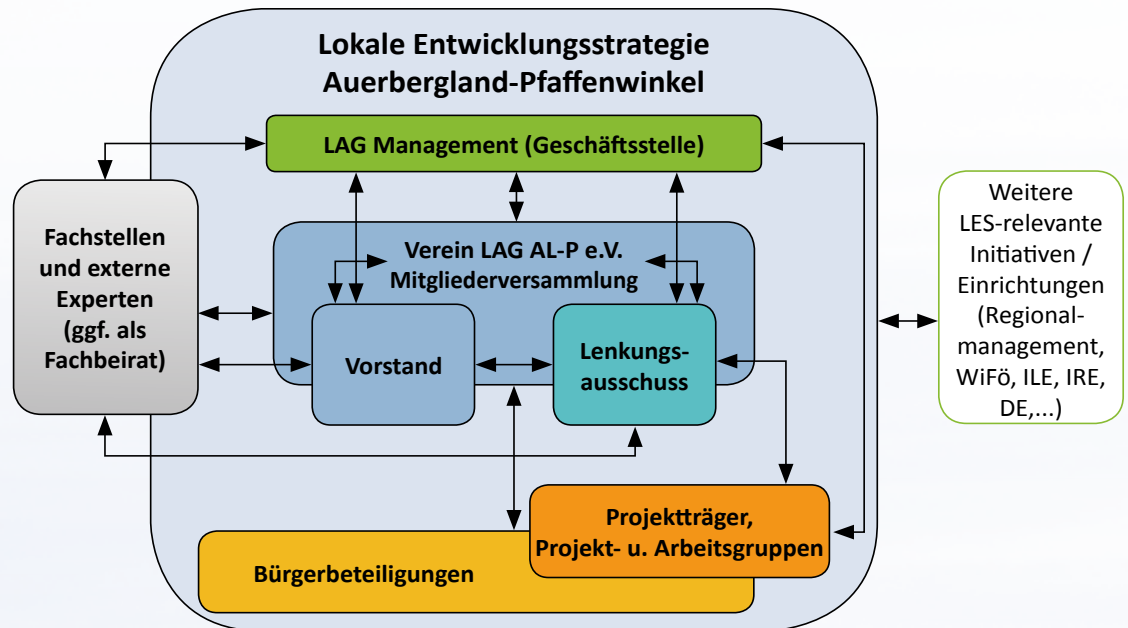 Lokale Entwicklungsstrategie
Auerbergland-Pfaffenwinkel
LAG Management (Geschäftsstelle)
Fachstellen
und externe
Experten
(ggf. als
Fachbeirat)
Verein LAG AL-P e.V.
Mitgliederversammlung
Vorstand
Lenkungs-
ausschuss
Weitere
LES-relevante
Initiativen /
Einrichtungen
(Regional-
management,
WiFö, ILE, IRE,
DE,...)
Projektträger,
Projekt- u. Arbeitsgruppen
Bürgerbeteiligungen